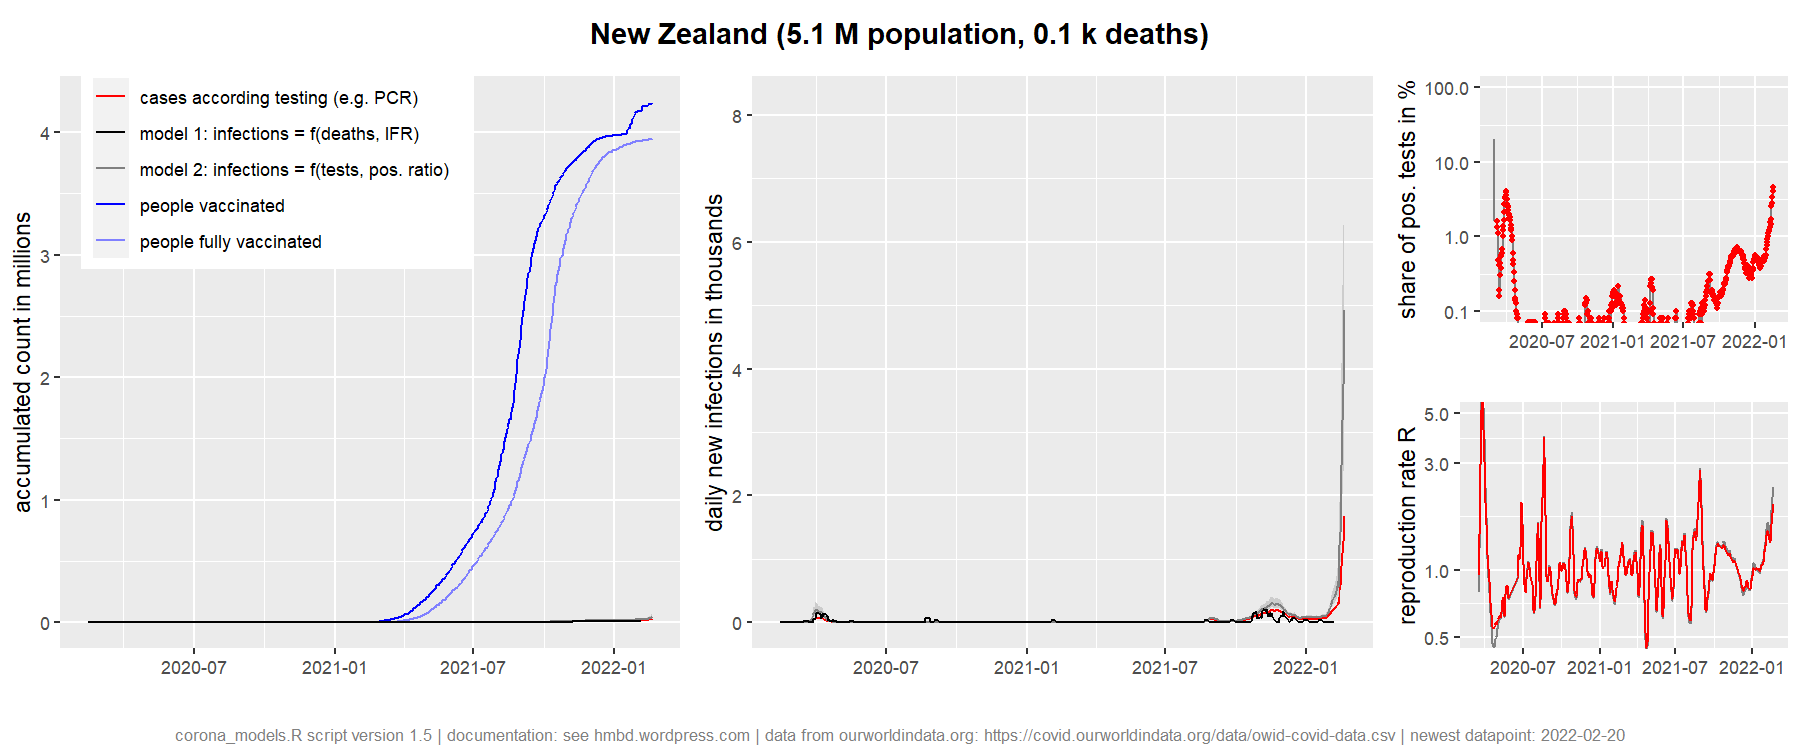 New Zealand (5.1 M population, 0.1 k deaths)
accumulated count in millions
4
3
2
1
0
cases according testing (e.g. PCR)
model 1: infections = f(deaths, IFR)
model 2: infections = f(tests, pos. ratio)
people vaccinated
people fully vaccinated
2020-07 2021-01 2021-07 2022-01
daily new infections in thousands
8
6
4
2
0
2020-07 2021-01 2021-07 2022-01
share of pos. tests in %
100.0
10.0
1.0
0.1
2020-07 2021-01 2021-07 2022-01
reproduction rate R
5.0
3.0
1.0
0.5
2020-07 2021-01 2021-07 2022-01
corona_models.R script version 1.5 | documentation: see hmbd.wordpress.com | data from ourworldindata.org: https://covid.ourworldindata.org/data/owid-covid-data.csv | newest datapoint: 2022-02-20